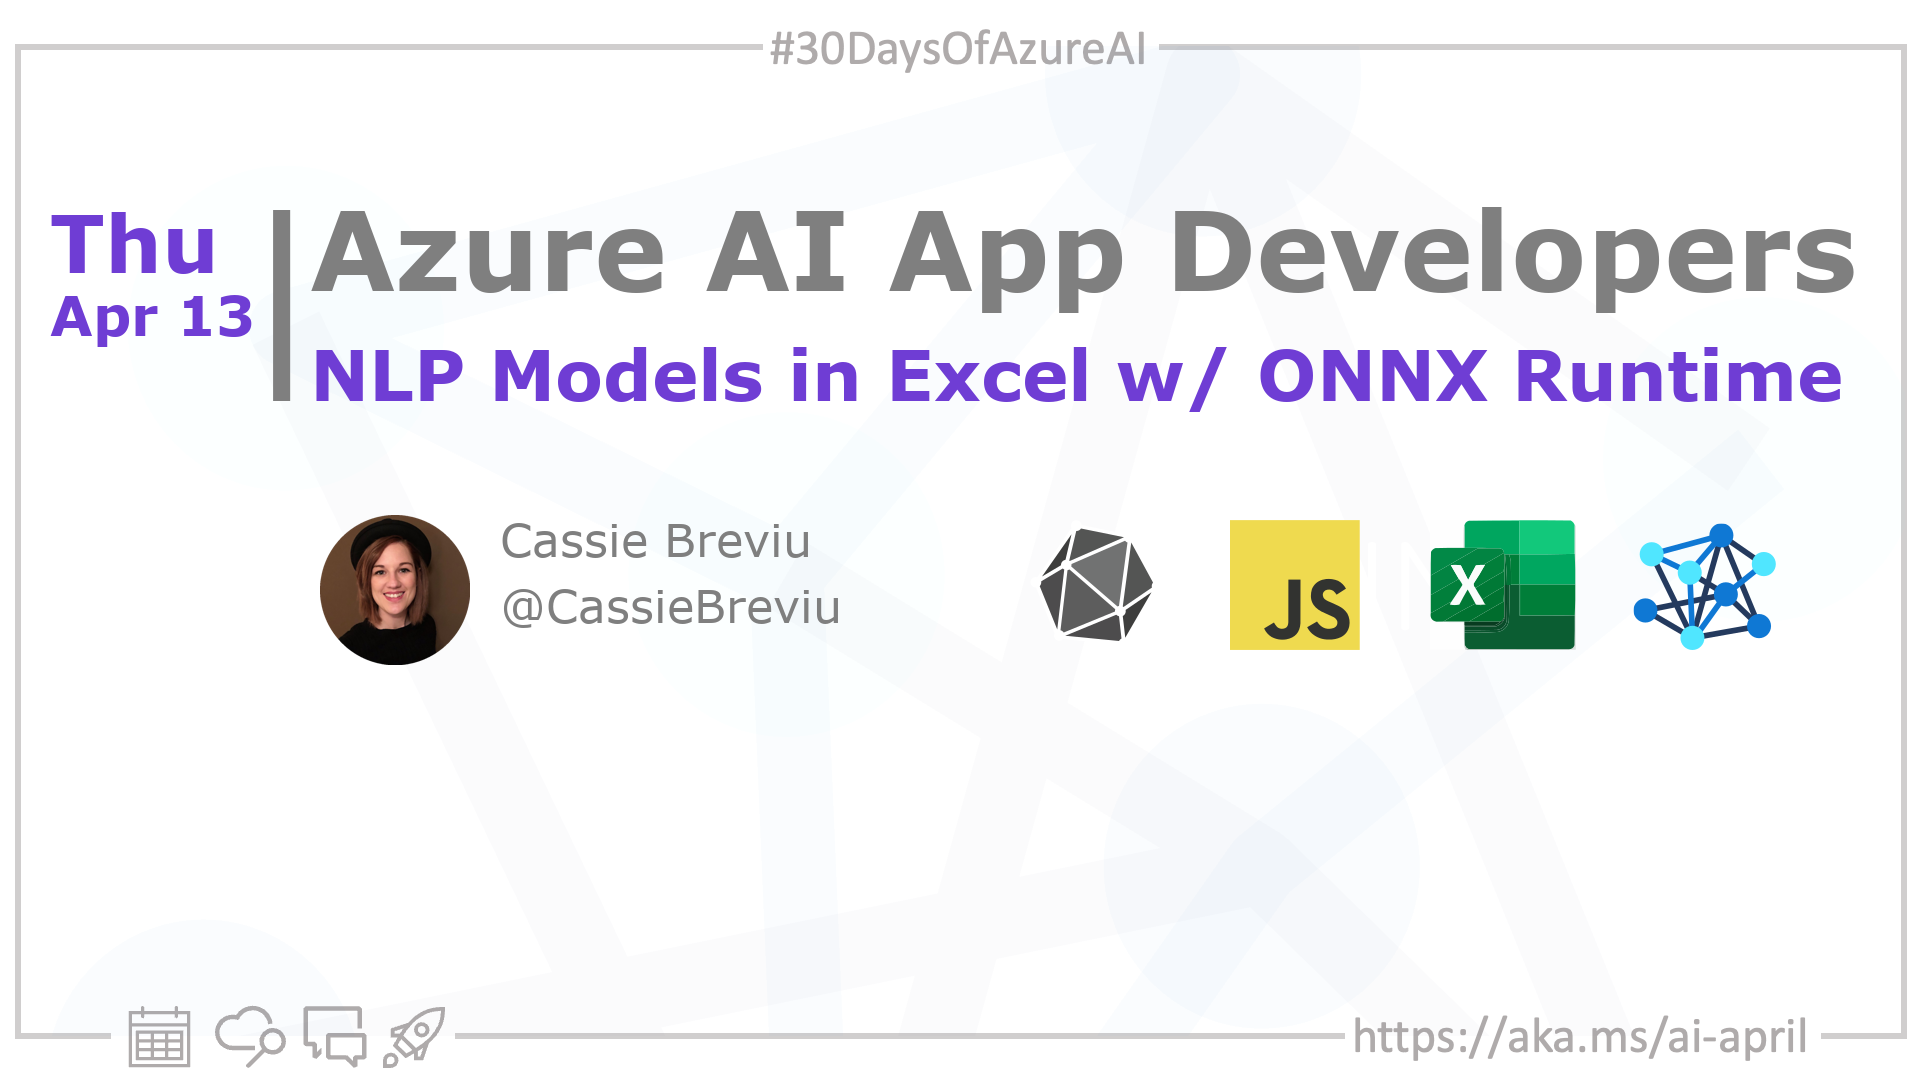 #30DaysOfAzureAI
Thu
Apr 13
Azure AI App Developers
NLP Models in Excel w/ ONNX Runtime
Cassie Breviu
@CassieBreviu
JS
X
https://aka.ms/ai-april